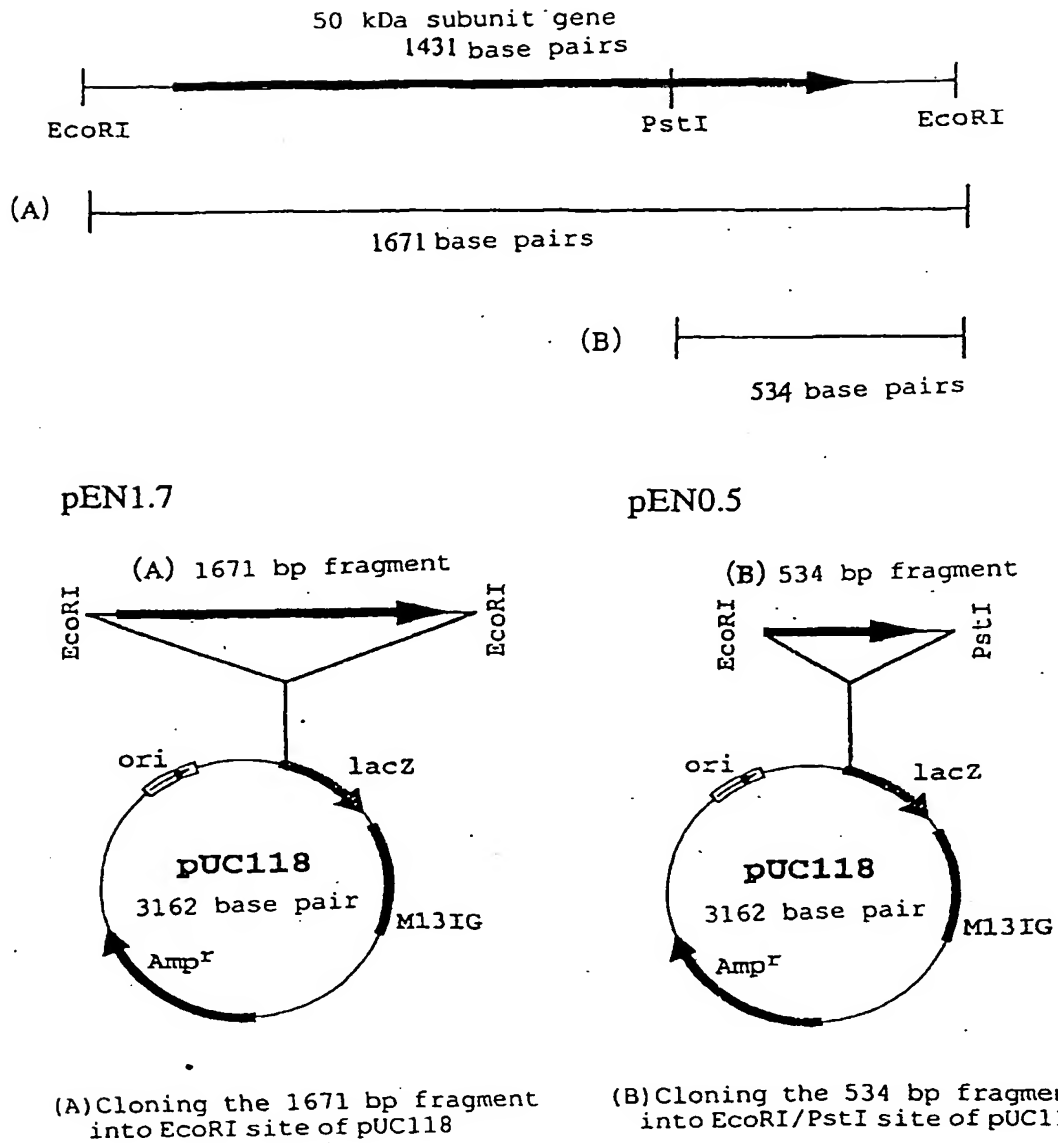 50 kDa subunit gene
1431 base pairs
EcoRI
PstI
EcoRI
(A)
1671 base pairs
(B)
534 base pairs
pEN1.7
pEN0.5
(A) 1671 bp fragment
EcoRI
EcoRI
(B) 534 bp fragment
EcoRI
PstI
ori
lacZ
pUC118
3162 base pair
M13IG
Ampr
ori
lacZ
pUC118
3162 base pair
M13IG
Ampr
(A)Cloning the 1671 bp fragment
into EcoRI site of pUC118
(B)Cloning the 534 bp fragmen
into EcoRI/PstI site of pUC11